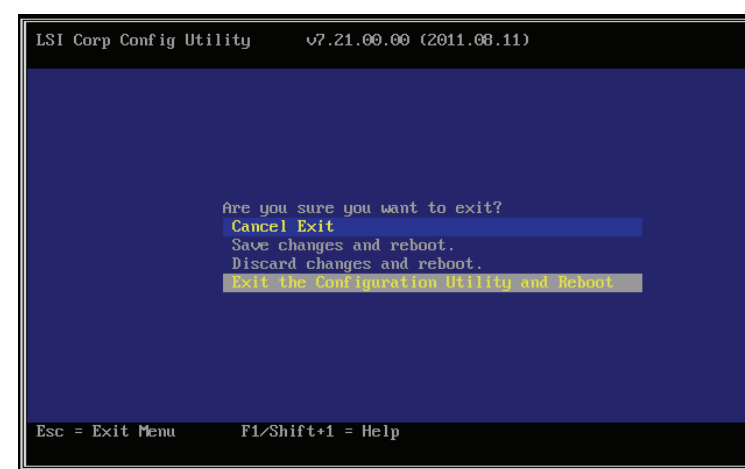 LSI Corp Config Utility v7.21.00.00 (2011.08.11)
Are you sure you want to exit?
Cancel Exit
Save changes and reboot.
Discard changes and reboot.
Exit the Configuration Utility and Reboot
Esc = Exit Menu F1/Shift+1 = Help